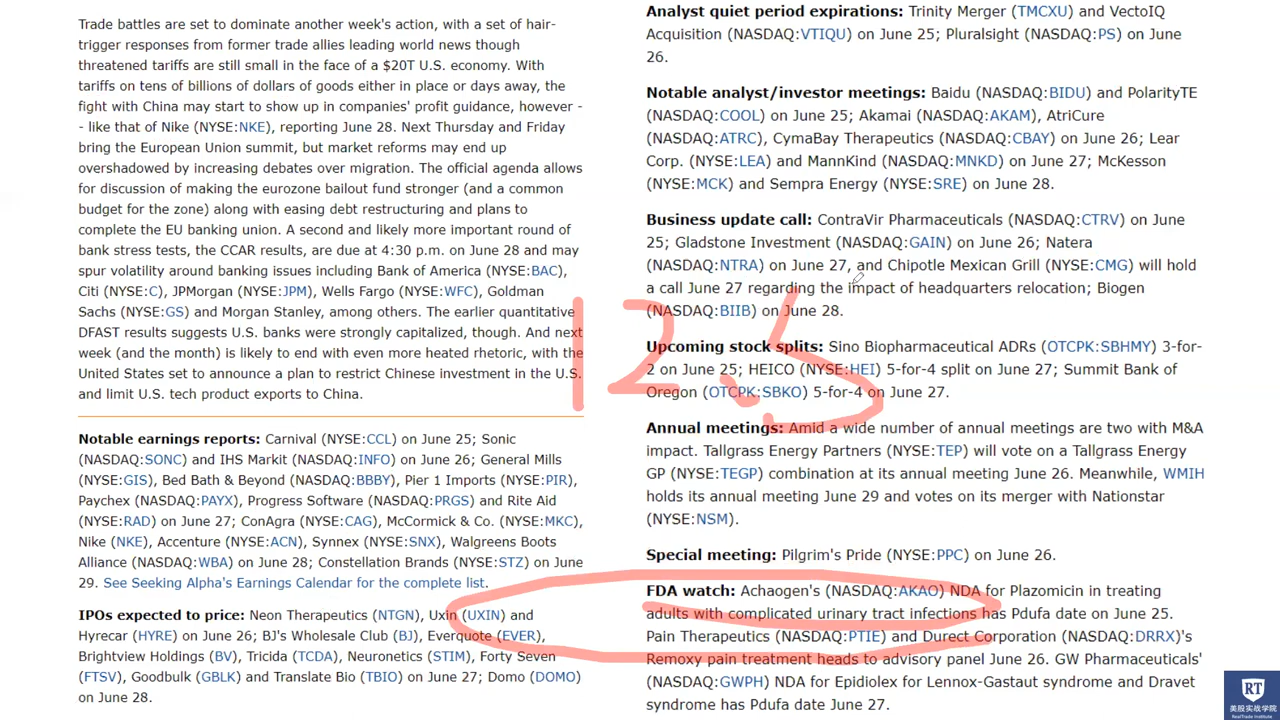 Trade battles are set to dominate another week's action, with a set of hair-
trigger responses from former trade allies leading world news though
threatened tariffs are still small in the face of a $20T U.S. economy. With
tariffs on tens of billions of dollars of goods either in place or days away, the
fight with China may start to show up in companies' profit guidance, however -
- like that of Nike (NYSE:NKE), reporting June 28. Next Thursday and Friday
bring the European Union summit, but market reforms may end up
overshadowed by increasing debates over migration. The official agenda allows
for discussion of making the eurozone bailout fund stronger (and a common
budget for the zone) along with easing debt restructuring and plans to
complete the EU banking union. A second and likely more important round of
bank stress tests, the CCAR results, are due at 4:30 p.m. on June 28 and may
spur volatility around banking issues including Bank of America (NYSE:BAC),
Citi (NYSE:C), JPMorgan (NYSE:JPM), Wells Fargo (NYSE:WFC), Goldman
Sachs (NYSE:GS) and Morgan Stanley, among others. The earlier quantitative
DFAST results suggests U.S. banks were strongly capitalized, though. And next
week (and the month) is likely to end with even more heated rhetoric, with the
United States set to announce a plan to restrict Chinese investment in the U.S.
and limit U.S. tech product exports to China.
Notable earnings reports: Carnival (NYSE:CCL) on June 25; Sonic
(NASDAQ:SONC) and IHS Markit (NASDAQ:INFO) on June 26; General Mills
(NYSE:GIS), Bed Bath & Beyond (NASDAQ:BBBY), Pier 1 Imports (NYSE:PIR),
Paychex (NASDAQ:PAYX), Progress Software (NASDAQ:PRGS) and Rite Aid
(NYSE:RAD) on June 27; ConAgra (NYSE:CAG), McCormick & Co. (NYSE:MKC),
Nike (NKE), Accenture (NYSE:ACN), Synnex (NYSE:SNX), Walgreens Boots
Alliance (NASDAQ:WBA) on June 28; Constellation Brands (NYSE:STZ) on June
29. See Seeking Alpha's Earnings Calendar for the complete list.
IPOs expected to price: Neon Therapeutics (NTGN), Uxin (UXIN) and
Hyrecar (HYRE) on June 26; BJ's Wholesale Club (BJ), Everquote (EVER),
Brightview Holdings (BV), Tricida (TCDA), Neuronetics (STIM), Forty Seven
(FTSV), Goodbulk (GBLK) and Translate Bio (TBIO) on June 27; Domo (DOMO)
on June 28.
Analyst quiet period expirations: Trinity Merger (TMCXU) and VectoIQ
Acquisition (NASDAQ:VTIQU) on June 25; Pluralsight (NASDAQ:PS) on June
26.
Notable analyst/investor meetings: Baidu (NASDAQ:BIDU) and PolarityTE
(NASDAQ:COOL) on June 25; Akamai (NASDAQ:AKAM), AtriCure
(NASDAQ:ATRC), CymaBay Therapeutics (NASDAQ:CBAY) on June 26; Lear
Corp. (NYSE:LEA) and MannKind (NASDAQ:MNKD) on June 27; McKesson
(NYSE:MCK) and Sempra Energy (NYSE:SRE) on June 28.
Business update call: ContraVir Pharmaceuticals (NASDAQ:CTRV) on June
25; Gladstone Investment (NASDAQ:GAIN) on June 26; Natera
(NASDAQ:NTRA) on June 27, and Chipotle Mexican Grill (NYSE:CMG) will hold
a call June 27 regarding the impact of headquarters relocation; Biogen
(NASDAQ:BIIB) on June 28.
12.5
Upcoming stock splits: Sino Biopharmaceutical ADRs (OTCPK:SBHMY) 3-for-
2 on June 25; HEICO (NYSE:HEI) 5-for-4 split on June 27; Summit Bank of
Oregon (OTCPK:SBKO) 5-for-4 on June 27.
Annual meetings: Amid a wide number of annual meetings are two with M&A
impact. Tallgrass Energy Partners (NYSE:TEP) will vote on a Tallgrass Energy
GP (NYSE:TEGP) combination at its annual meeting June 26. Meanwhile, WMIH
holds its annual meeting June 29 and votes on its merger with Nationstar
(NYSE:NSM).
Special meeting: Pilgrim's Pride (NYSE:PPC) on June 26.
FDA watch: Achaogen's (NASDAQ:AKAO) NDA for Plazomicin in treating
adults with complicated urinary tract infections has Pdufa date on June 25.
Pain Therapeutics (NASDAQ:PTIE) and Durect Corporation (NASDAQ:DRRX)'s
Remoxy pain treatment heads to advisory panel June 26. GW Pharmaceuticals'
(NASDAQ:GWPH) NDA for Epidiolex for Lennox-Gastaut syndrome and Dravet
syndrome has Pdufa date June 27.
RT
美股实战学院
RealTrade Institute